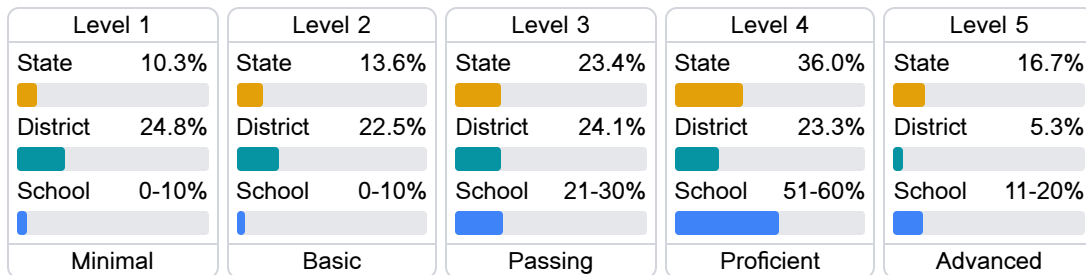 Level 1
State 10.3%
District 24.8%
School 0-10%
Minimal
Level 2
State 13.6%
District 22.5%
School 0-10%
Basic
Level 3
State 23.4%
District 24.1%
School 21-30%
Passing
Level 4
State 36.0%
District 23.3%
School 51-60%
Proficient
Level 5
State 16.7%
District 5.3%
School 11-20%
Advanced